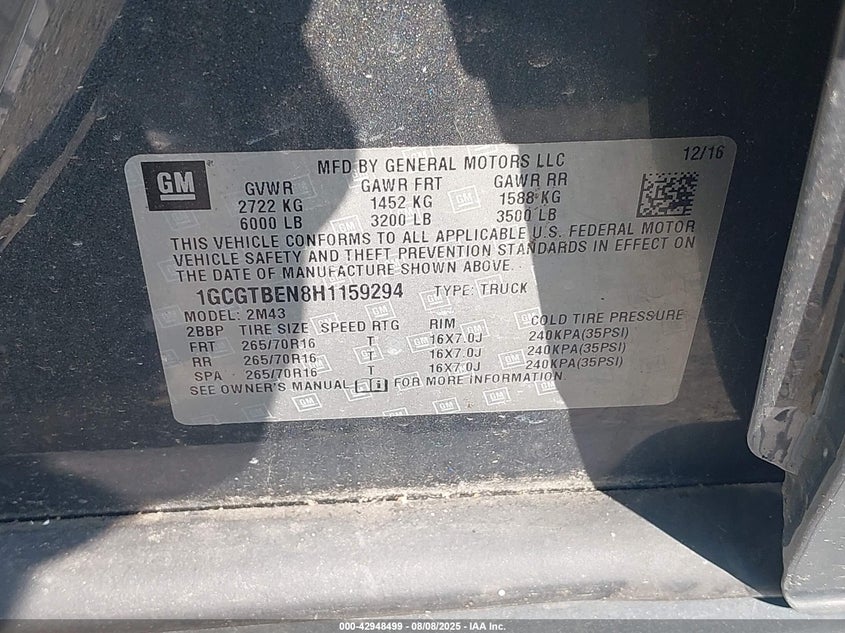 GM
MFD BY GENERAL MOTORS LLC
12/16
GVWR GAWR FRT GAWR RR
2722 KG 1452 KG 1588 KG
6000 LB 3200 LB 3500 LB
THIS VEHICLE CONFORMS TO ALL APPLICABLE U.S. FEDERAL MOTOR
VEHICLE SAFETY AND THEFT PREVENTION STANDARDS IN EFFECT ON
THE DATE OF MANUFACTURE SHOWN ABOVE.
1GCGTBEN8H1159294 TYPE: TRUCK
MODEL: 2M43
2BBP TIRE SIZE SPEED RTG RIM COLD TIRE PRESSURE
FRT 265/70R16 T 16X7.0J 240KPA(35PSI)
RR 265/70R16 T 16X7.0J 240KPA(35PSI)
SPA 265/70R16 T 16X7.0J 240KPA(35PSI)
SEE OWNER'S MANUAL FOR MORE INFORMATION.
000-42948499 - 08/08/2025 - IAA Inc.